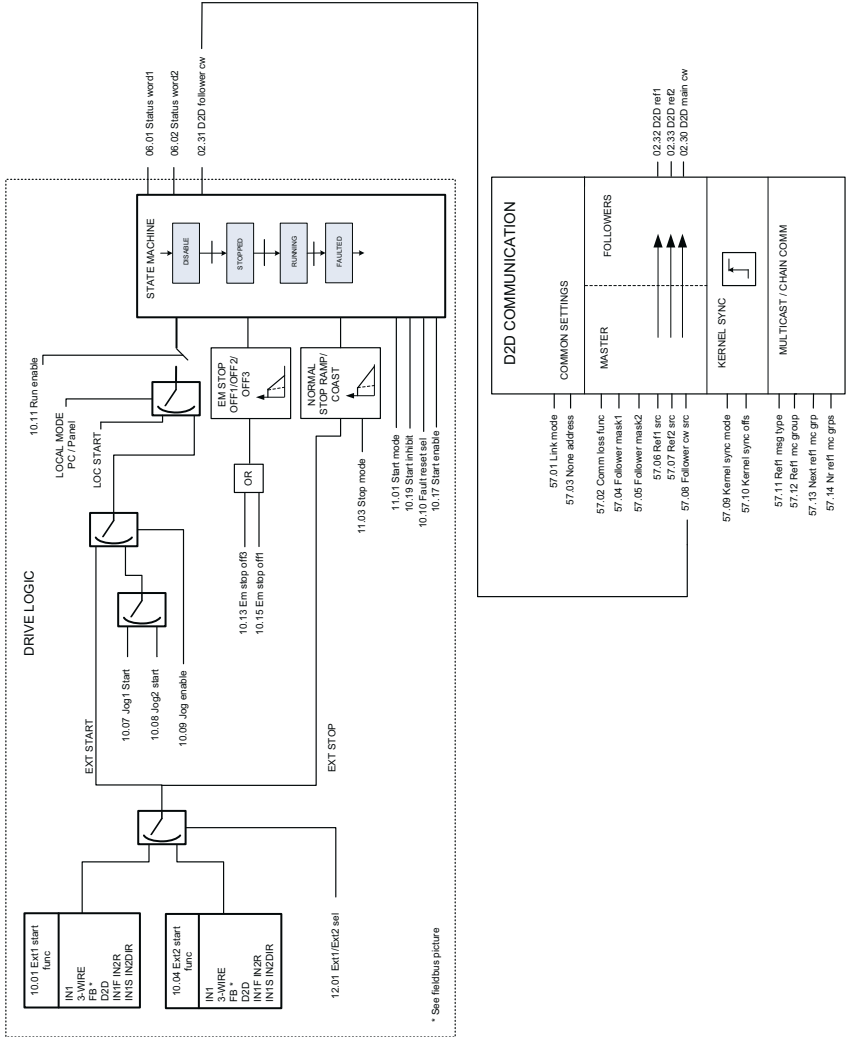 DRIVE LOGIC
10.01 Ext1 start
func
IN1
3-WIRE
FB *
D2D
IN1F IN2R
IN1S IN2DIR
10.04 Ext2 start
func
IN1
3-WIRE
FB *
D2D
IN1F IN2R
IN1S IN2DIR
12.01 Ext1/Ext2 sel
* See fieldbus picture
EXT START
EXT STOP
10.07 Jog1 Start
10.08 Jog2 start
10.09 Jog enable
10.13 Em stop off3
10.15 Em stop off1
OR
11.03 Stop mode
10.11 Run enable
LOCAL MODE
PC / Panel
LOC START
EM STOP
OFF1/OFF2/
OFF3
NORMAL
STOP RAMP/
COAST
11.01 Start mode
10.19 Start inhibit
10.10 Fault reset sel
10.17 Start enable
STATE MACHINE
DISABLE
STOPPED
RUNNING
FAULTED
06.01 Status word1
06.02 Status word2
02.31 D2D follower cw
D2D COMMUNICATION
COMMON SETTINGS
57.01 Link mode
57.03 None address
MASTER
FOLLOWERS
57.02 Comm loss func
57.04 Follower mask1
57.05 Follower mask2
57.06 Ref1 src
57.07 Ref2 src
57.08 Follower cw src
02.32 D2D ref1
02.33 D2D ref2
02.30 D2D main cw
KERNEL SYNC
57.09 Kernel sync mode
57.10 Kernel sync offs
MULTICAST / CHAIN COMM
57.11 Ref1 msg type
57.12 Ref1 mc group
57.13 Next ref1 mc grp
57.14 Nr ref1 mc grps